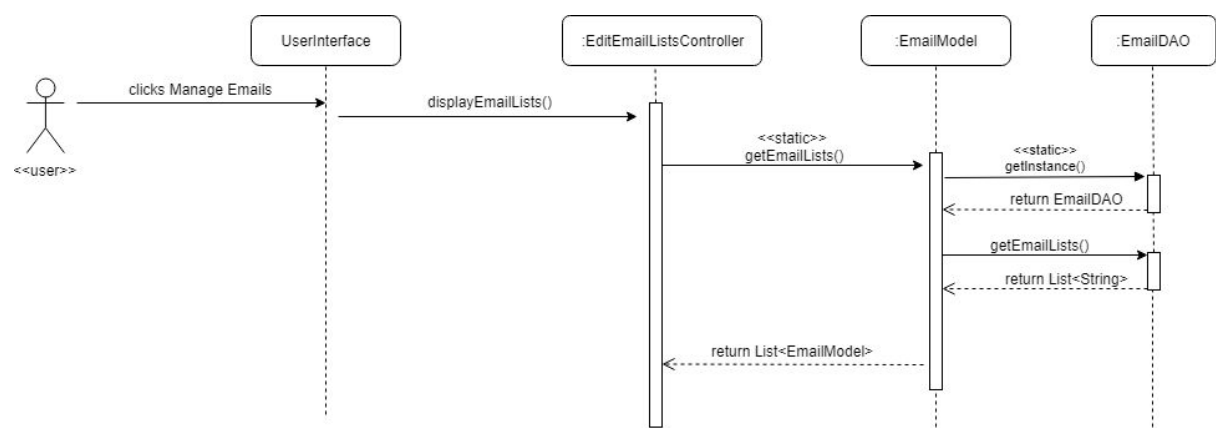 UserInterface
:EditEmailListsController
:EmailModel
:EmailDAO
clicks Manage Emails
displayEmailLists()
<<user>>
<<static>>
getEmailLists()
<<static>>
getInstance()
return EmailDAO
getEmailLists()
return List<String>
return List<EmailModel>